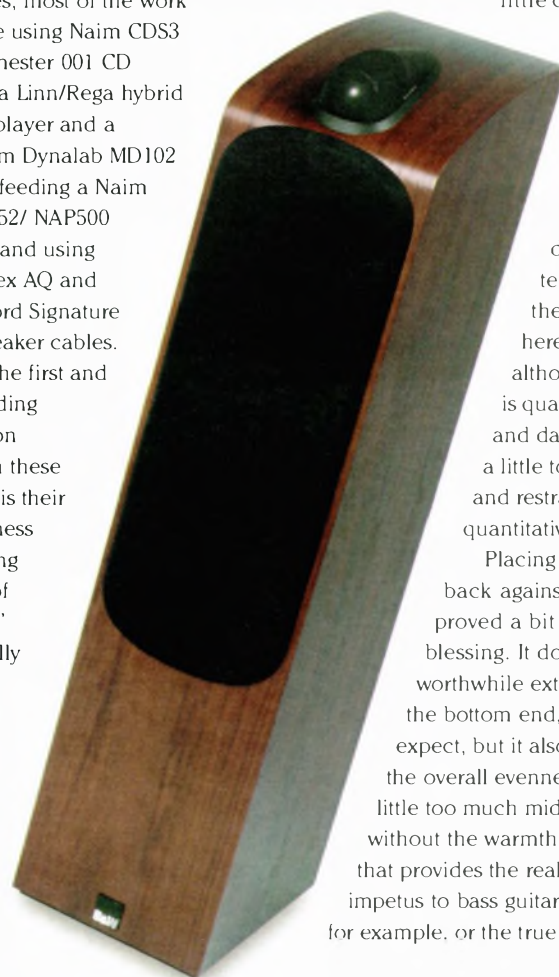 es, most of the work
e using Naim CDS3
hester 001 CD
a Linn/Rega hybrid
player and a
m Dynalab MD102
feeding a Naim
52/ NAP500
and using
ex AQ and
ord Signature
eaker cables.
he first and
ding
on
n these
is their
ness
ng
of
lly
little
te
the
here
altho
is qua
and da
a little to
and restra
quantitativ
Placing
back agains
proved a bit
blessing. It do
worthwhile ext
the bottom end,
expect, but it also
the overall evenne
little too much mid
without the warmth
that provides the real
impetus to bass guitar
for example, or the true
B&W